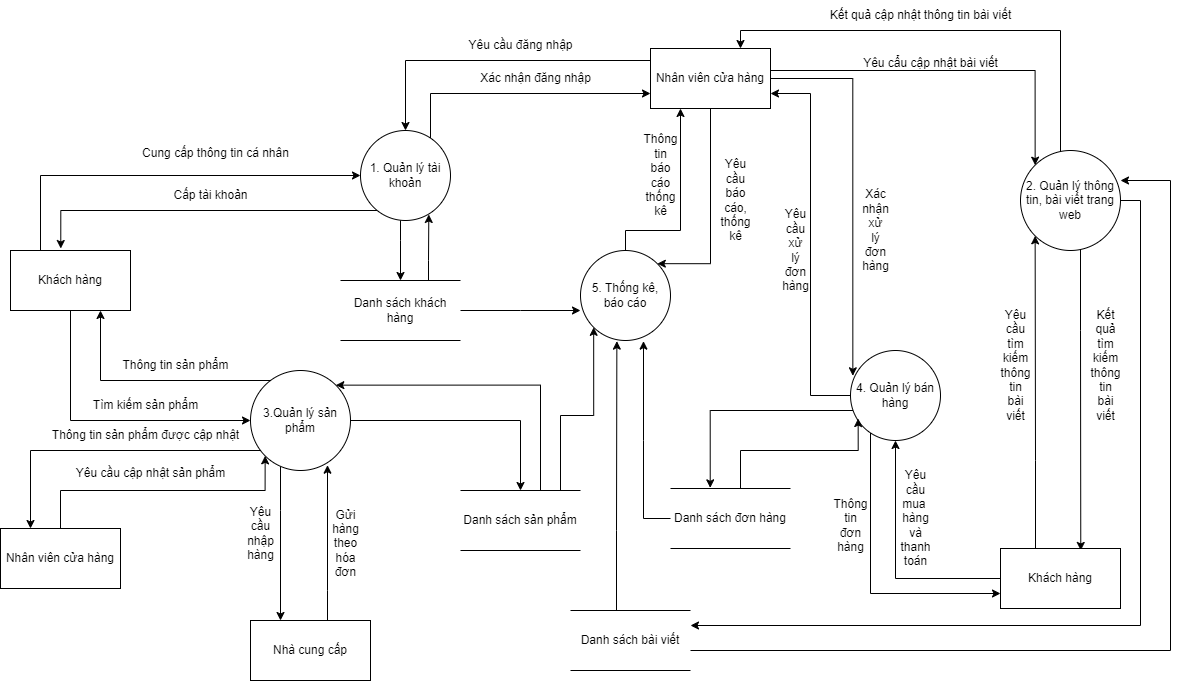 Kết quả cập nhật thông tin bài viết
Yêu cầu đăng nhập
Nhân viên cửa hàng
Yêu cầu cập nhật bài viết
Xác nhận đăng nhập
Cung cấp thông tin cá nhân
1. Quản lý tài
khoản
Cấp tài khoản
Thông
tin
báo
cáo
thống
kê
Yêu
cầu
báo
cáo,
thống
kê
Yêu
cầu
xử
lý
đơn
hàng
Xác
nhận
xử
lý
đơn
hàng
2. Quản lý thông
tin, bài viết trang
web
Khách hàng
Danh sách khách
hàng
5. Thống kê,
báo cáo
Yêu
cầu
tìm
kiếm
thông
tin
bài
viết
Kết
quả
tìm
kiếm
thông
tin
bài
viết
Thông tin sản phẩm
Tìm kiếm sản phẩm
3.Quản lý sản
phẩm
4. Quản lý bán
hàng
Thông tin sản phẩm được cập nhật
Yêu cầu cập nhật sản phẩm
Nhân viên cửa hàng
Yêu
cầu
nhập
hàng
Gửi
hàng
theo
hóa
đơn
Danh sách sản phẩm
Danh sách đơn hàng
Thông
tin
đơn
hàng
Yêu
cầu
mua
hàng
và
thanh
toán
Khách hàng
Nhà cung cấp
Danh sách bài viết